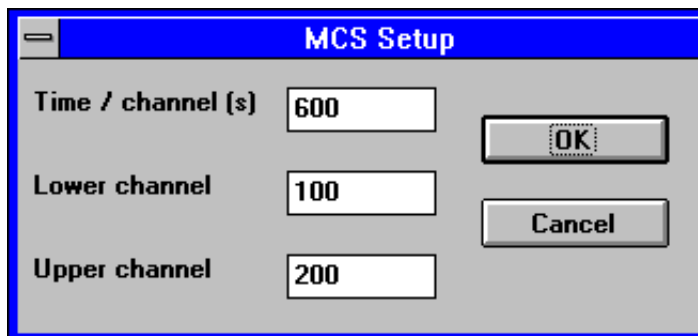 MCS Setup
Time / channel (s)
600
OK
Lower channel
100
Cancel
Upper channel
200